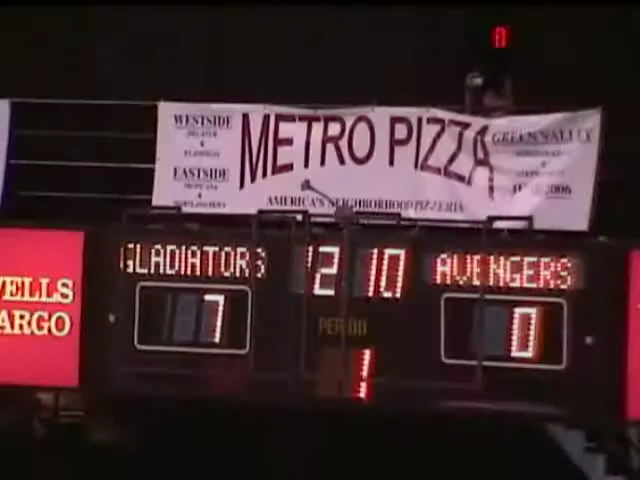 0
WESTSIDE
METRO PIZZA
GREEN VALLEY
EASTSIDE
AMERICA'S NEIGHBORHOOD PIZZERIA
ELLS
ARGO
GLADIATORS
2 10
AVENGERS
7
PERIOD
0
1